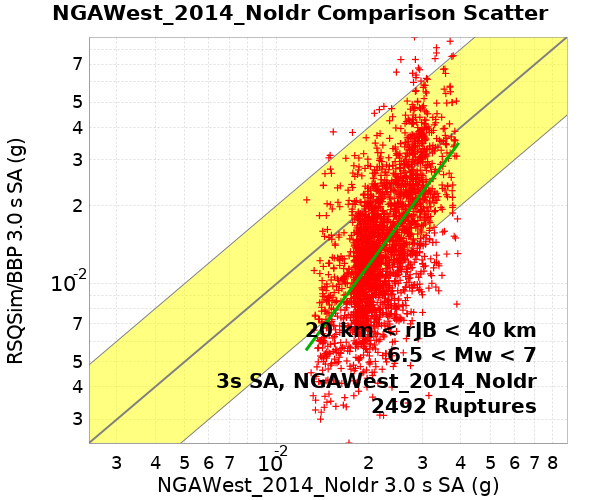 NGAWest_2014_NoIdr Comparison Scatter
RSQSim/BBP 3.0 s SA (g)
7
5
4
3
2
10-2
7
5
4
3
20 km < rJB < 40 km
6.5 < Mw < 7
3s SA, NGAWest_2014_NoIdr
2492 Ruptures
3 4 5 6 7 10-2 2 3 4 5 6 7 8
NGAWest_2014_NoIdr 3.0 s SA (g)